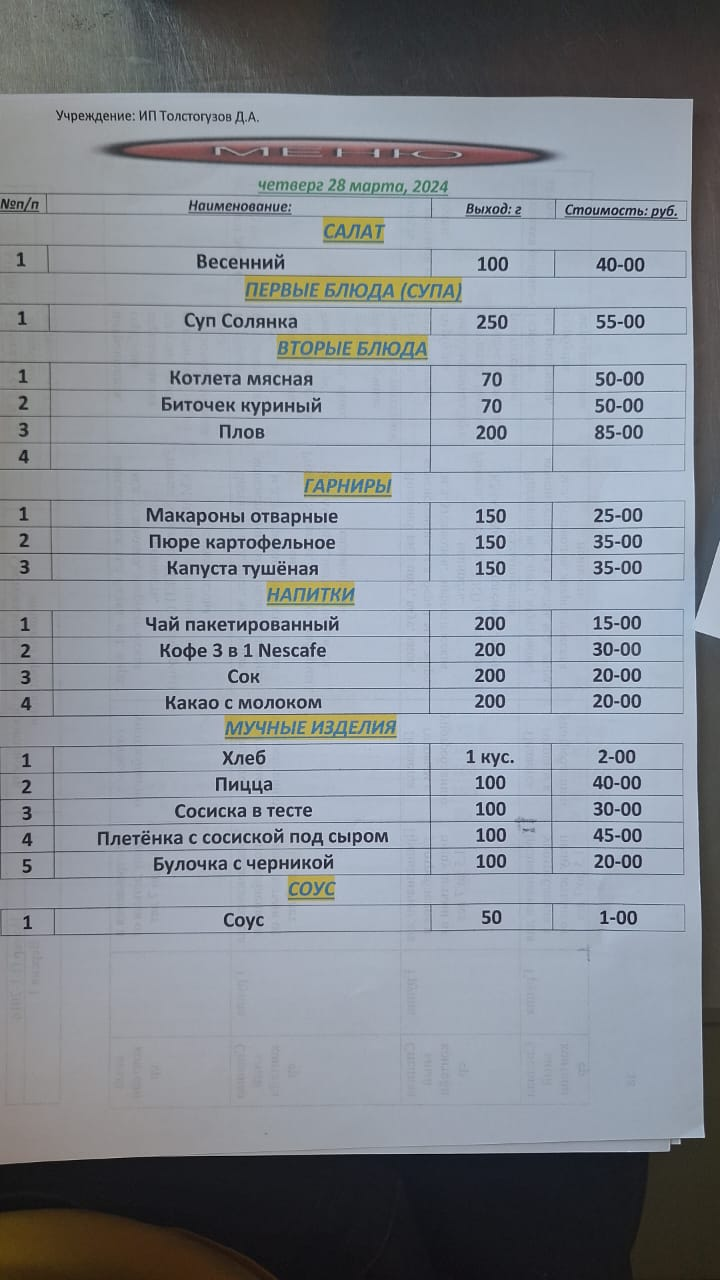 Учреждение: ИП Толстогузов Д.А.
МЕНЮ
четверг 28 марта, 2024
№п/п Наименование: Выход: г Стоимость: руб.
САЛАТ
1 Весенний 100 40-00
ПЕРВЫЕ БЛЮДА (СУПА)
1 Суп Солянка 250 55-00
ВТОРЫЕ БЛЮДА
1 Котлета мясная 70 50-00
2 Биточек куриный 70 50-00
3 Плов 200 85-00
4
ГАРНИРЫ
1 Макароны отварные 150 25-00
2 Пюре картофельное 150 35-00
3 Капуста тушёная 150 35-00
НАПИТКИ
1 Чай пакетированный 200 15-00
2 Кофе 3 в 1 Nescafe 200 30-00
3 Сок 200 20-00
4 Какао с молоком 200 20-00
МУЧНЫЕ ИЗДЕЛИЯ
1 Хлеб 1 кус. 2-00
2 Пицца 100 40-00
3 Сосиска в тесте 100 30-00
4 Плетёнка с сосиской под сыром 100 45-00
5 Булочка с черникой 100 20-00
СОУС
1 Соус 50 1-00